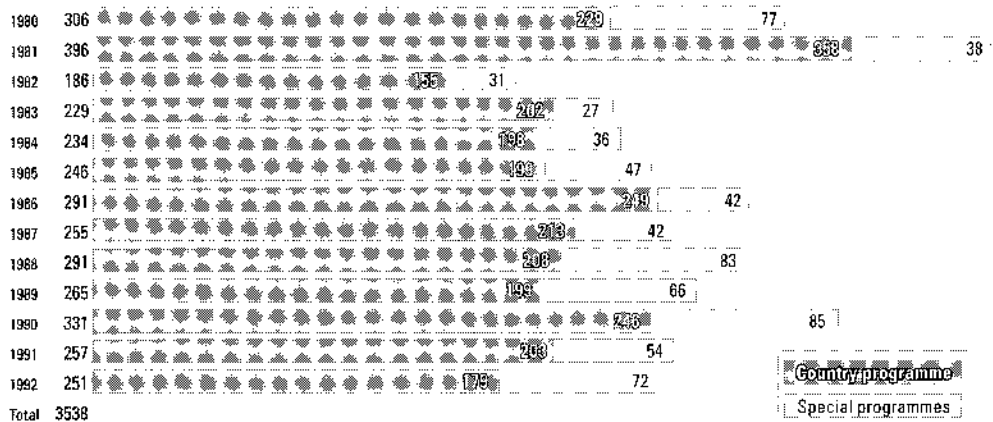 1980 306 229 77
1981 396 358 38
1982 186 155 31
1983 229 202 27
1984 234 198 36
1985 246 199 47
1986 291 249 42
1987 255 213 42
1988 291 208 83
1989 265 199 66
1990 331 246 85
1991 257 203 54
1992 251 179 72
Total 3538
Country programme
Special programmes